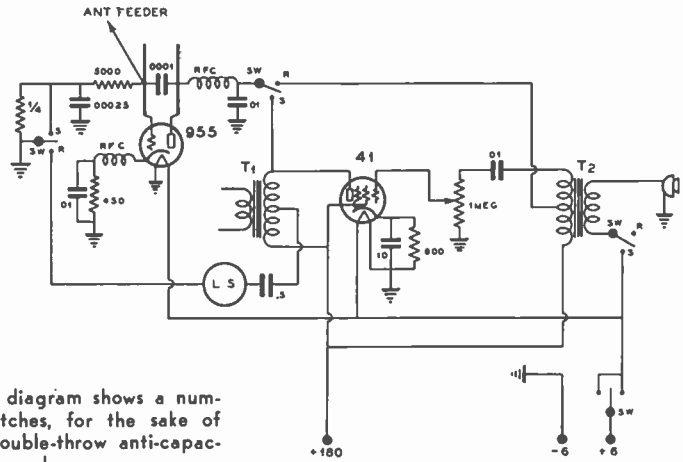 ANT FEEDER
5000
0001
RFC
SW
R
S
01
00025
1/4
S
SW
R
955
RFC
01
450
T1
41
01
1 MEG
T2
SW
R
S
10
800
LS
.5
SW
diagram shows a num-
tches, for the sake of
ouble-throw anti-capac-
+180
-6
+6